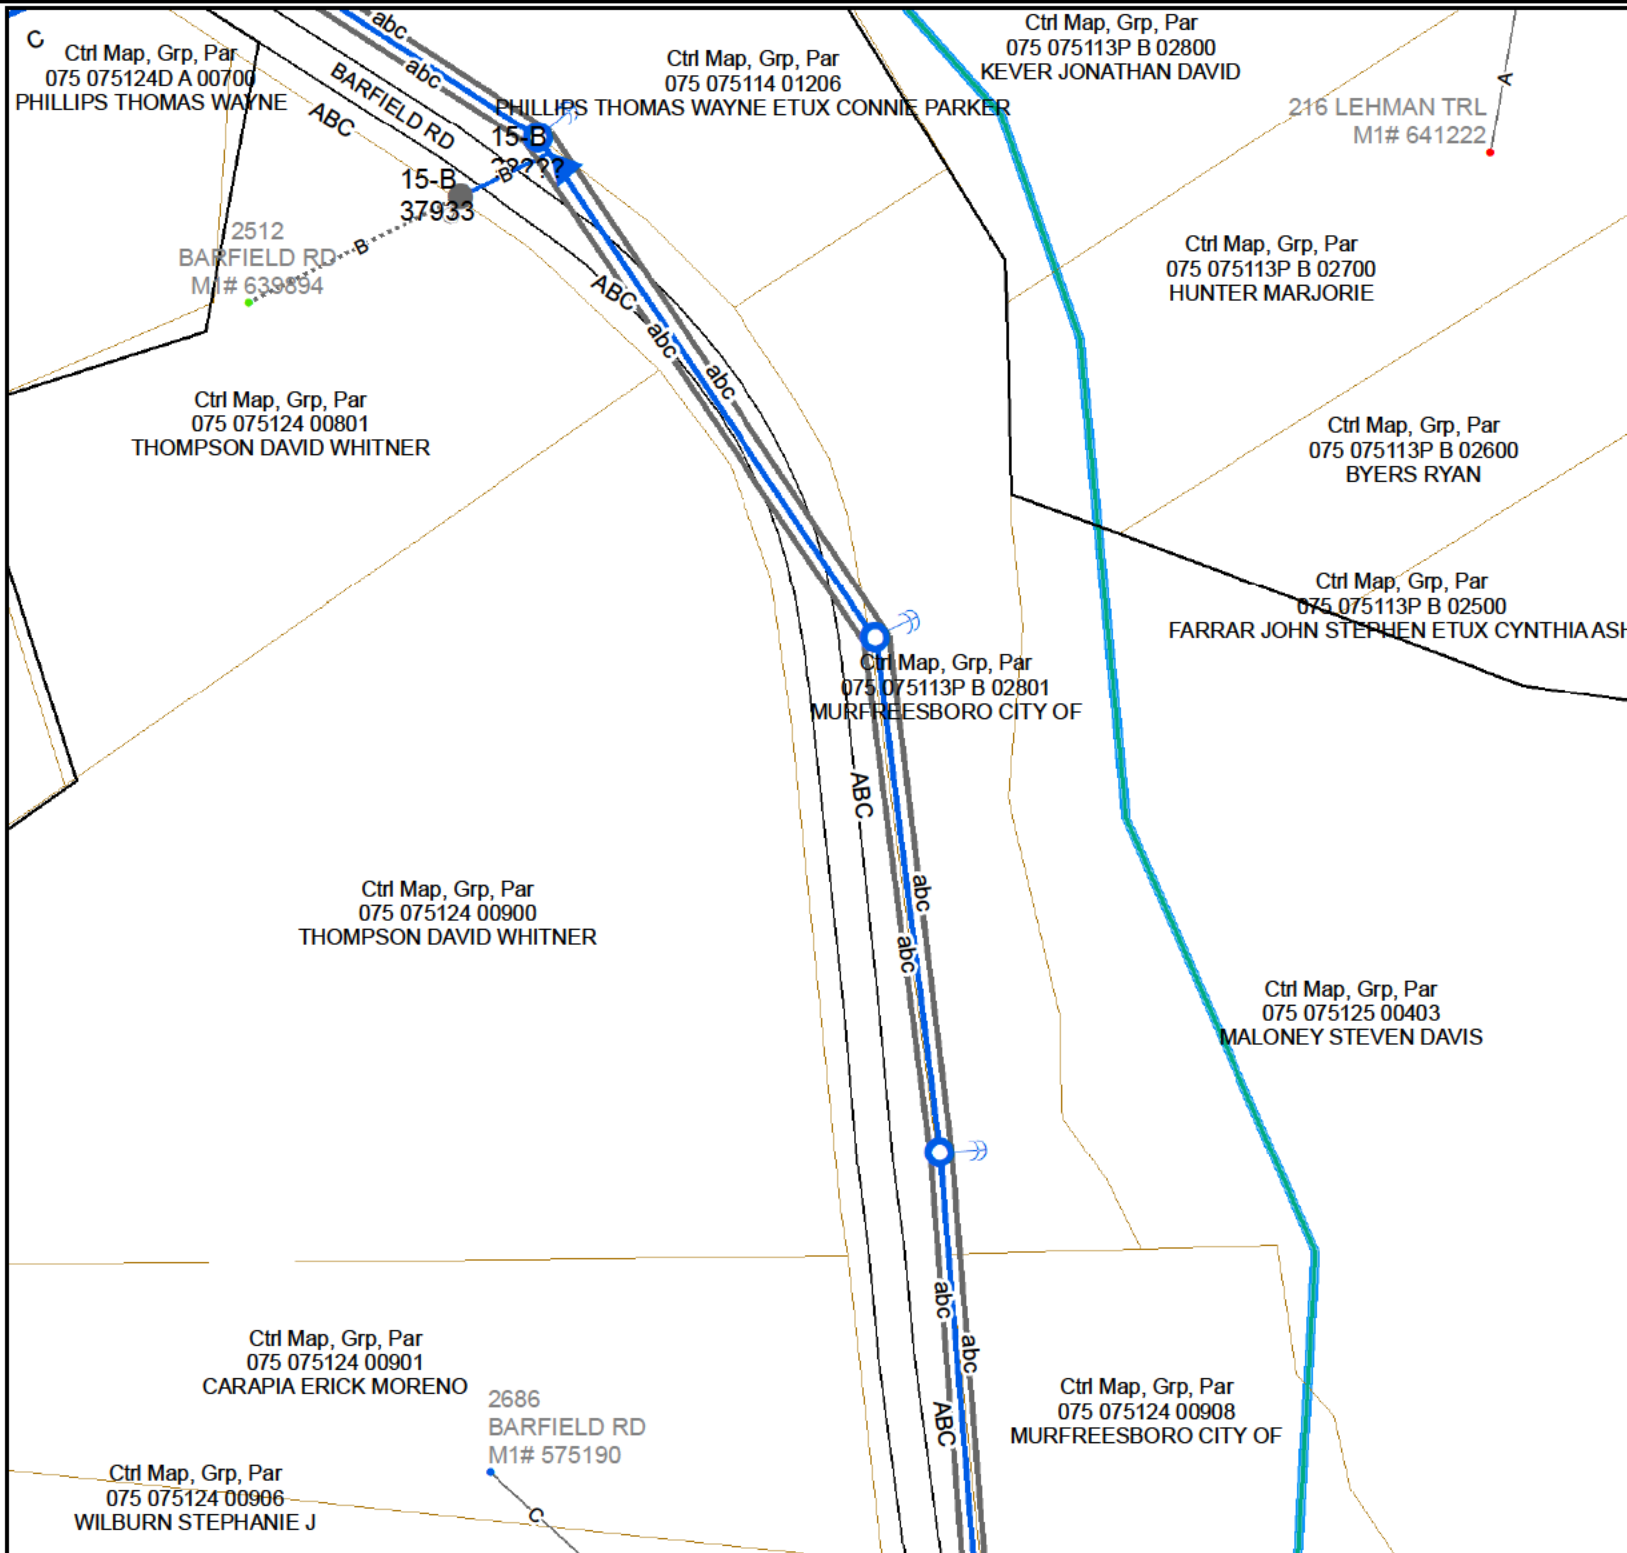 C
Ctrl Map, Grp, Par
075 075124D A 00700
PHILLIPS THOMAS WAYNE
abc
abc
BARFIELD RD
ABC
Ctrl Map, Grp, Par
075 075114 01206
PHILLIPS THOMAS WAYNE ETUX CONNIE PARKER
Ctrl Map, Grp, Par
075 075113P B 02800
KEVER JONATHAN DAVID
A
216 LEHMAN TRL
M1# 641222
15-B
?????
B
15-B
37933
B
2512
BARFIELD RD
M1# 639894
Ctrl Map, Grp, Par
075 075113P B 02700
HUNTER MARJORIE
ABC
abc
abc
Ctrl Map, Grp, Par
075 075124 00801
THOMPSON DAVID WHITNER
Ctrl Map, Grp, Par
075 075113P B 02600
BYERS RYAN
Ctrl Map, Grp, Par
075 075113P B 02500
FARRAR JOHN STEPHEN ETUX CYNTHIA ASH
Ctrl Map, Grp, Par
075 075113P B 02801
MURFREESBORO CITY OF
ABC
abc
abc
Ctrl Map, Grp, Par
075 075124 00900
THOMPSON DAVID WHITNER
Ctrl Map, Grp, Par
075 075125 00403
MALONEY STEVEN DAVIS
abc
abc
ABC
Ctrl Map, Grp, Par
075 075124 00901
CARAPIA ERICK MORENO
2686
BARFIELD RD
M1# 575190
C
Ctrl Map, Grp, Par
075 075124 00908
MURFREESBORO CITY OF
Ctrl Map, Grp, Par
075 075124 00906
WILBURN STEPHANIE J